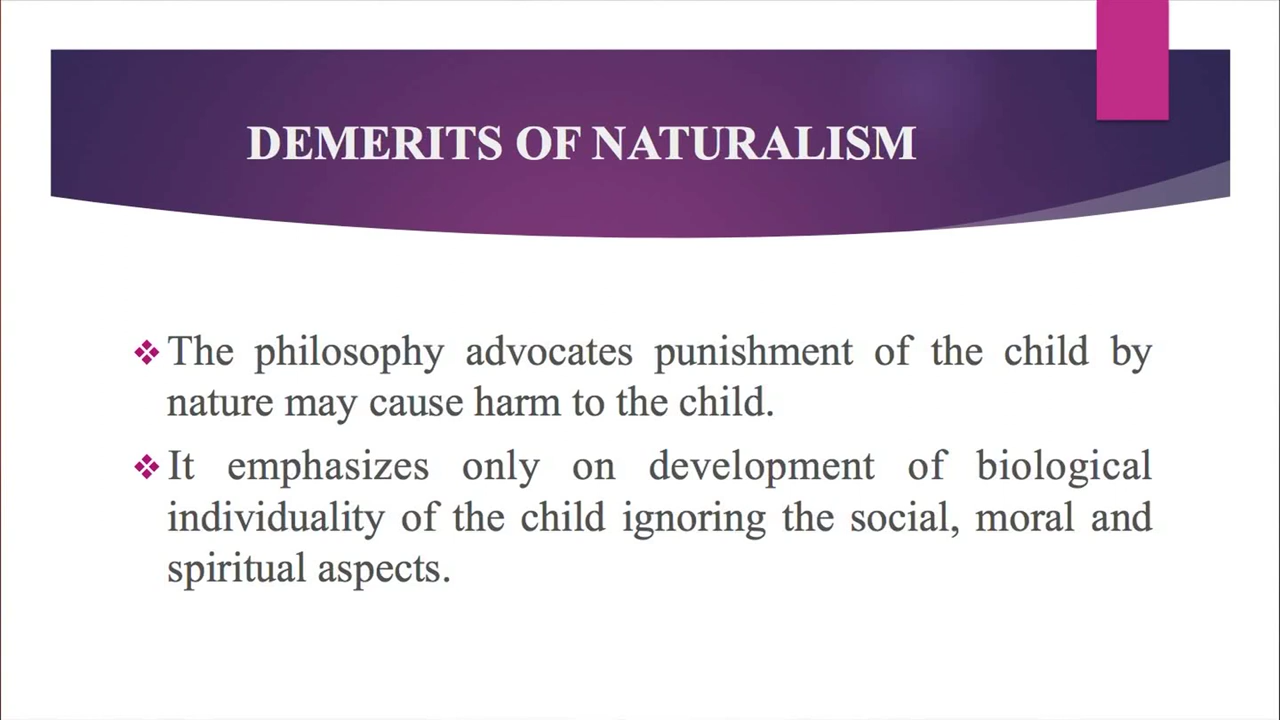 DEMERITS OF NATURALISM
❖ The philosophy advocates punishment of the child by
nature may cause harm to the child.
❖ It emphasizes only on development of biological
individuality of the child ignoring the social, moral and
spiritual aspects.